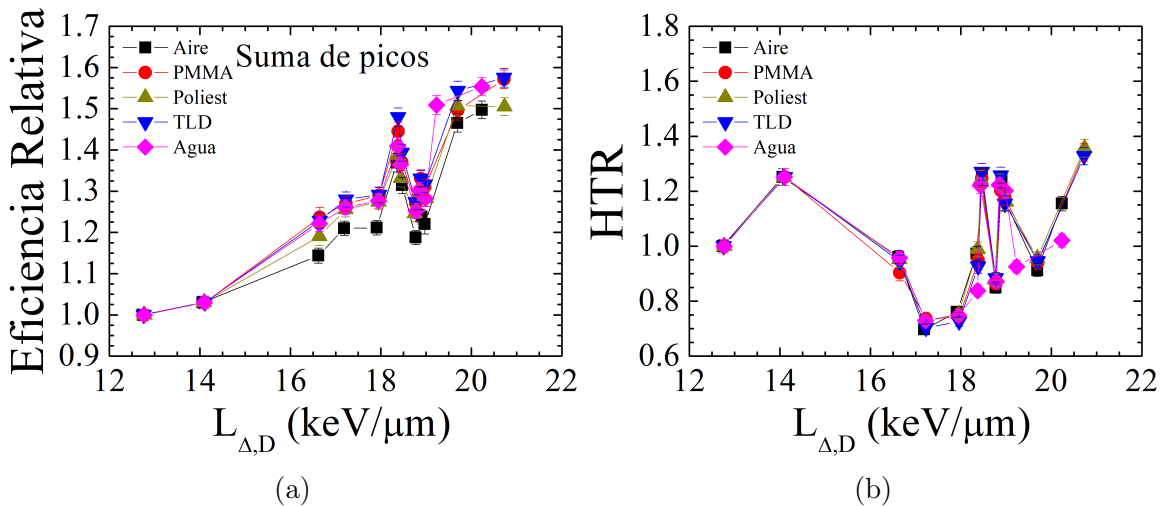 1.7
1.6
1.5
1.4
1.3
1.2
1.1
1.0
0.9
Eficiencia Relativa
Suma de picos
Aire
PMMA
Poliest
TLD
Agua
12 14 16 18 20 22
L_{Δ,D} (keV/μm)
(a)
1.8
1.6
1.4
1.2
1.0
0.8
0.6
HTR
Aire
PMMA
Poliest
TLD
Agua
12 14 16 18 20 22
L_{Δ,D} (keV/μm)
(b)